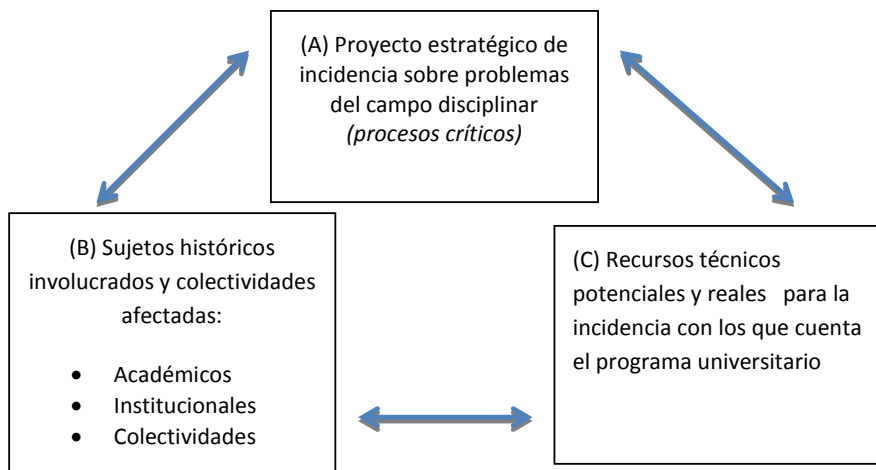 (A) Proyecto estratégico de
incidencia sobre problemas
del campo disciplinar
(procesos críticos)
(B) Sujetos históricos
involucrados y colectividades
afectadas:
• Académicos
• Institucionales
• Colectividades
(C) Recursos técnicos
potenciales y reales para la
incidencia con los que cuenta
el programa universitario